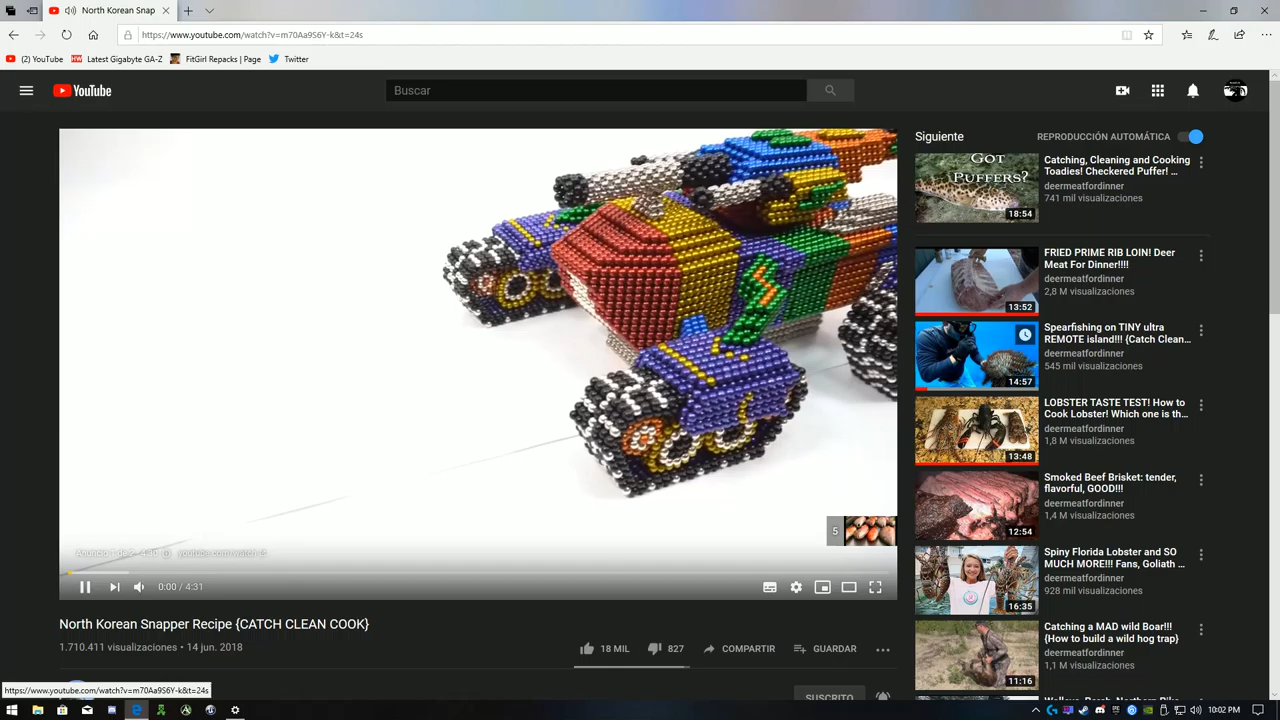 North Korean Snap
https://www.youtube.com/watch?v=m70Aa9S6Y-k&t=24s
(2) YouTube
HW Latest Gigabyte GA-Z
FitGirl Repacks | Page
Twitter
YouTube
Buscar
Siguiente
REPRODUCCIÓN AUTOMÁTICA
GOT PUFFERS?
18:54
Catching, Cleaning and Cooking
Toadies! Checkered Puffer! ...
deermeatfordinner
741 mil visualizaciones
13:52
FRIED PRIME RIB LOIN! Deer
Meat For Dinner!!!!
deermeatfordinner
2,8 M visualizaciones
14:57
Spearfishing on TINY ultra
REMOTE island!!! {Catch Clean...
deermeatfordinner
545 mil visualizaciones
13:48
LOBSTER TASTE TEST! How to
Cook Lobster! Which one is th...
deermeatfordinner
1,8 M visualizaciones
12:54
Smoked Beef Brisket: tender,
flavorful, GOOD!!!
deermeatfordinner
1,4 M visualizaciones
16:35
Spiny Florida Lobster and SO
MUCH MORE!!! Fans, Goliath ...
deermeatfordinner
928 mil visualizaciones
11:16
Catching a MAD wild Boar!!!
{How to build a wild hog trap}
deermeatfordinner
1,1 M visualizaciones
5
0:00 / 4:31
North Korean Snapper Recipe {CATCH CLEAN COOK}
1.710.411 visualizaciones • 14 jun. 2018
18 MIL
827
COMPARTIR
GUARDAR
SUSCRITO
https://www.youtube.com/watch?v=m70Aa9S6Y-k&t=24s
10:02 PM